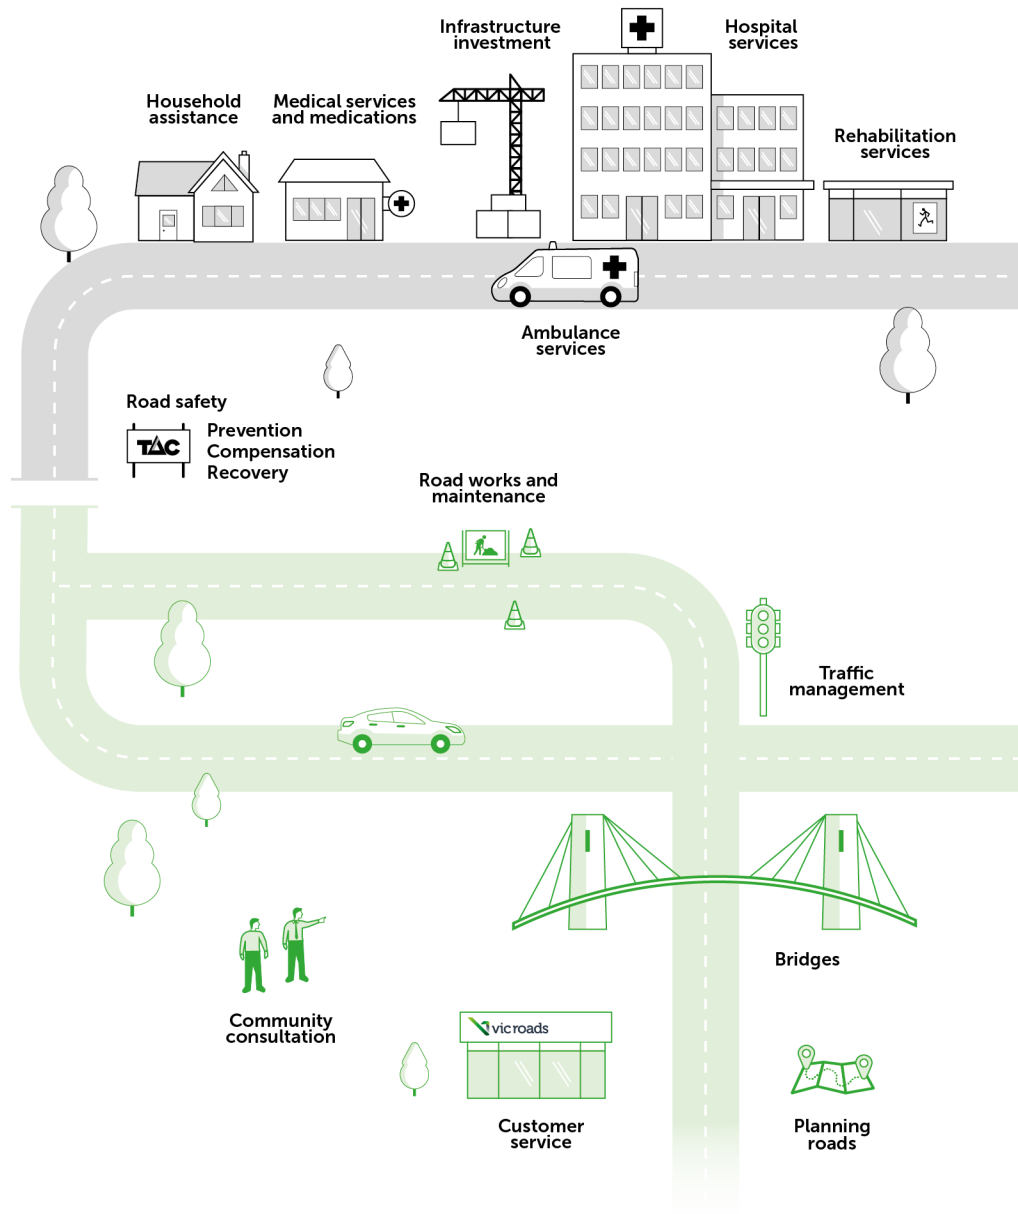 Infrastructure
investment
Hospital
services
Household
assistance
Medical services
and medications
Rehabilitation
services
Ambulance
services
Road safety
TAC
Prevention
Compensation
Recovery
Road works and
maintenance
Traffic
management
Bridges
Community
consultation
vicroads
Customer
service
Planning
roads